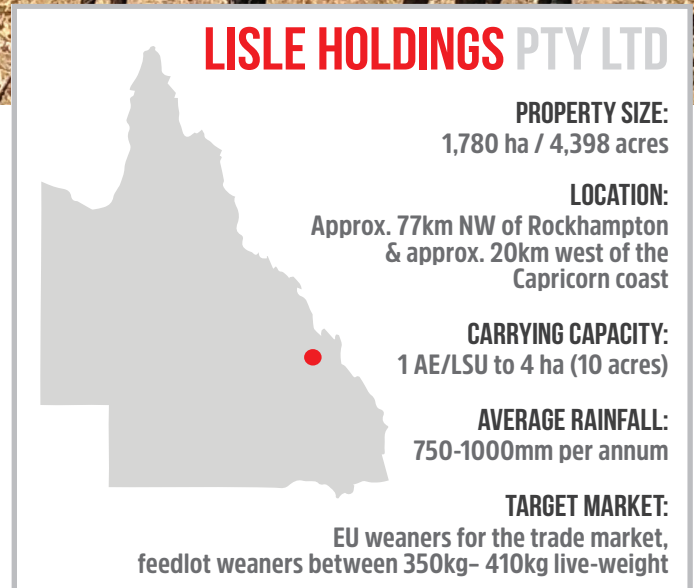 LISLE HOLDINGS PTY LTD
PROPERTY SIZE:
1,780 ha / 4,398 acres
LOCATION:
Approx. 77km NW of Rockhampton
& approx. 20km west of the
Capricorn coast
CARRYING CAPACITY:
1 AE/LSU to 4 ha (10 acres)
AVERAGE RAINFALL:
750-1000mm per annum
TARGET MARKET:
EU weaners for the trade market,
feedlot weaners between 350kg– 410kg live-weight